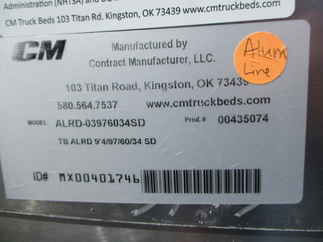 Administration (NHTSA) and
CM Truck Beds 103 Titan Rd. Kingston, OK 73439 www.cmtruckbeds.com
CM
Manufactured by
Contract Manufacturer, LLC.
Alum
Line
103 Titan Road, Kingston, OK 73439
580.564.7537 www.cmtruckbeds.com
MODEL ALRD-03976034SD Prod.# 00435074
TB ALRD 9'4/97/60/34 SD
ID# MX00401746